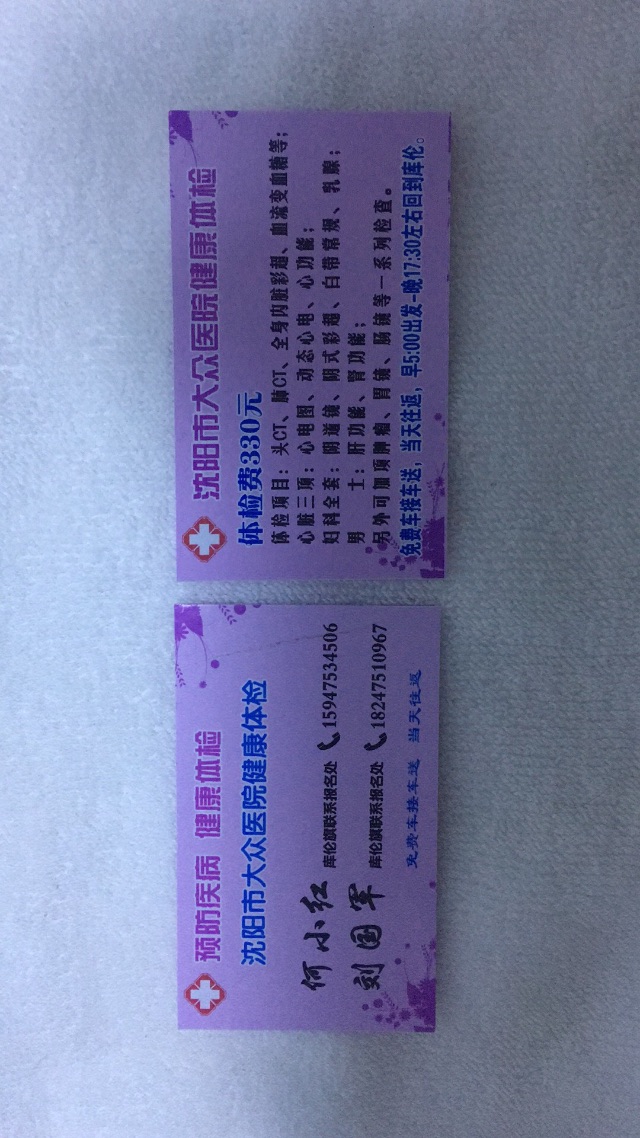 沈阳市大众医院健康体检
体检费330元
体检项目：头CT、肺CT、全身内脏彩超、血流变血糖等；
心脏三项：心电图、动态心电、心功能；
妇科全套：阴道镜、阴式彩超、白带常规、乳腺；
男　　士：肝功能、肾功能；
另外可加项肿瘤、胃镜、肠镜等一系列检查。
免费车接车送，当天往返，早5:00出发-晚17:30左右回到库伦。
预防疾病 健康体检
沈阳市大众医院健康体检
何小红 库伦旗联系报名处 15947534506
刘国军 库伦旗联系报名处 18247510967
免费车接车送 当天往返